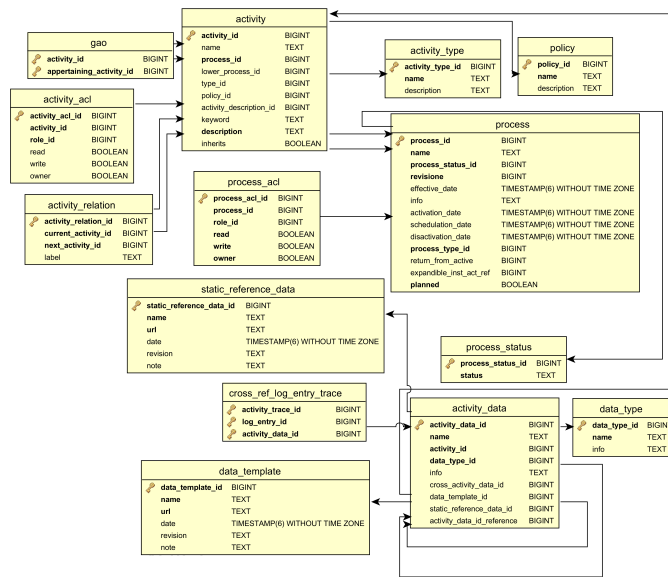 activity
activity_id BIGINT
name TEXT
process_id BIGINT
lower_process_id BIGINT
type_id BIGINT
policy_id BIGINT
activity_description_id BIGINT
keyword TEXT
description TEXT
inherits BOOLEAN
gao
activity_id BIGINT
appertaining_activity_id BIGINT
activity_type
activity_type_id BIGINT
name TEXT
description TEXT
policy
policy_id BIGINT
name TEXT
description TEXT
activity_acl
activity_acl_id BIGINT
activity_id BIGINT
role_id BIGINT
read BOOLEAN
write BOOLEAN
owner BOOLEAN
process
process_id BIGINT
name TEXT
process_status_id BIGINT
revisione BIGINT
effective_date TIMESTAMP(6) WITHOUT TIME ZONE
info TEXT
activation_date TIMESTAMP(6) WITHOUT TIME ZONE
schedulation_date TIMESTAMP(6) WITHOUT TIME ZONE
disactivation_date TIMESTAMP(6) WITHOUT TIME ZONE
process_type_id BIGINT
return_from_active BIGINT
expandible_inst_act_ref BIGINT
planned BOOLEAN
process_acl
process_acl_id BIGINT
process_id BIGINT
role_id BIGINT
read BOOLEAN
write BOOLEAN
owner BOOLEAN
activity_relation
activity_relation_id BIGINT
current_activity_id BIGINT
next_activity_id BIGINT
label TEXT
static_reference_data
static_reference_data_id BIGINT
name TEXT
url TEXT
date TIMESTAMP(6) WITHOUT TIME ZONE
revision TEXT
note TEXT
process_status
process_status_id BIGINT
status TEXT
cross_ref_log_entry_trace
activity_trace_id BIGINT
log_entry_id BIGINT
activity_data_id BIGINT
activity_data
activity_data_id BIGINT
name TEXT
activity_id BIGINT
data_type_id BIGINT
info TEXT
cross_activity_data_id BIGINT
data_template_id BIGINT
static_reference_data_id BIGINT
activity_data_id_reference BIGINT
data_type
data_type_id BIGIN
name TEXT
info TEXT
data_template
data_template_id BIGINT
name TEXT
url TEXT
date TIMESTAMP(6) WITHOUT TIME ZONE
revision TEXT
note TEXT